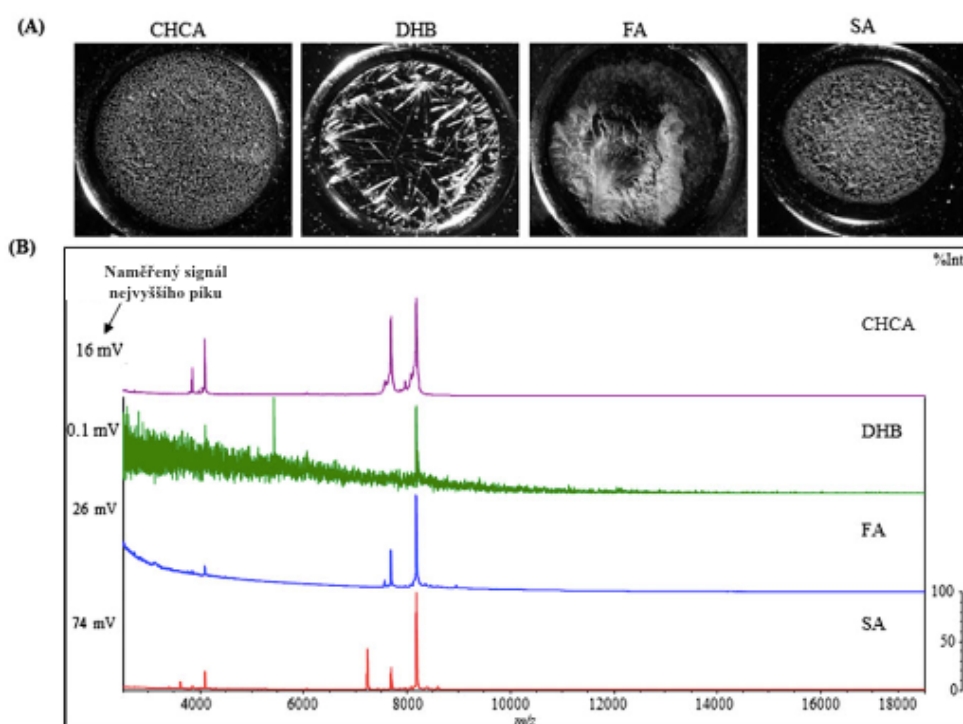 (A) CHCA DHB FA SA
(B)
%Int
Naměřený signál
nejvyššího píku
16 mV CHCA
0.1 mV DHB
26 mV FA
74 mV SA
100
50
0
4000 6000 8000 10000 12000 14000 16000 18000
m/z